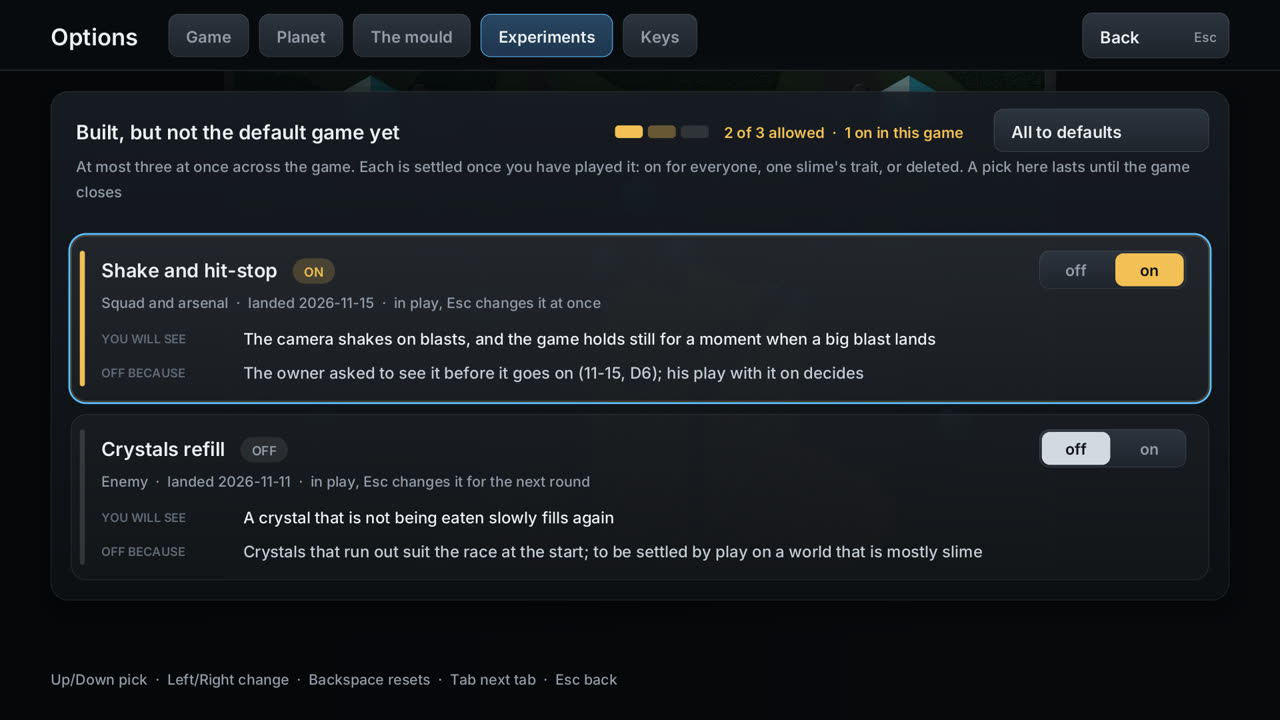 Options Game Planet The mould Experiments Keys Back Esc
Built, but not the default game yet 2 of 3 allowed · 1 on in this game All to defaults
At most three at once across the game. Each is settled once you have played it: on for everyone, one slime's trait, or deleted. A pick here lasts until the game
closes
Shake and hit-stop ON off on
Squad and arsenal · landed 2026-11-15 · in play, Esc changes it at once
YOU WILL SEE The camera shakes on blasts, and the game holds still for a moment when a big blast lands
OFF BECAUSE The owner asked to see it before it goes on (11-15, D6); his play with it on decides
Crystals refill OFF off on
Enemy · landed 2026-11-11 · in play, Esc changes it for the next round
YOU WILL SEE A crystal that is not being eaten slowly fills again
OFF BECAUSE Crystals that run out suit the race at the start; to be settled by play on a world that is mostly slime
Up/Down pick · Left/Right change · Backspace resets · Tab next tab · Esc back